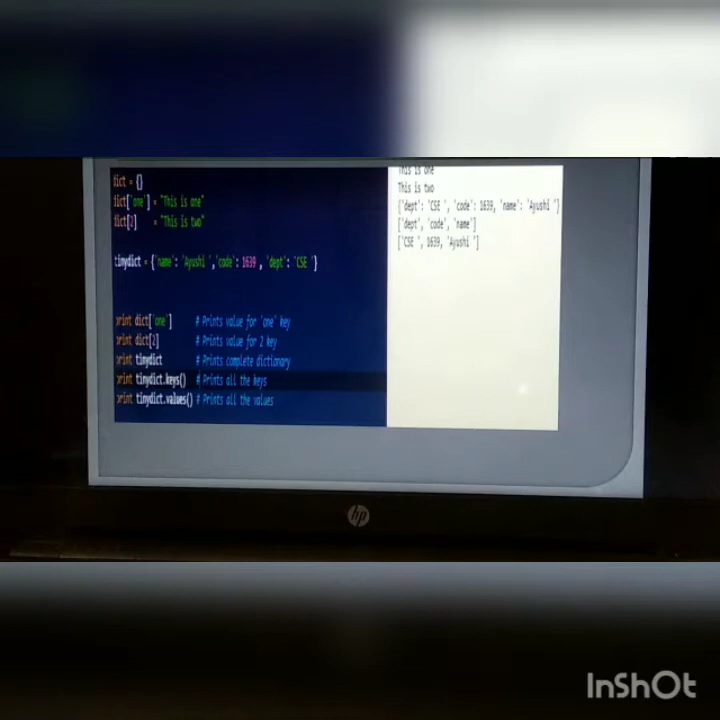 dict = {}
dict['one'] = "This is one"
dict[2] = "This is two"
tinydict = {'name': 'Ayushi ','code': 1639 , 'dept': 'CSE '}
print dict['one'] # Prints value for 'one' key
print dict[2] # Prints value for 2 key
print tinydict # Prints complete dictionary
print tinydict.keys() # Prints all the keys
print tinydict.values() # Prints all the values
This is one
This is two
{'dept': 'CSE ', 'code': 1639, 'name': 'Ayushi '}
['dept', 'code', 'name']
['CSE ', 1639, 'Ayushi ']
hp
InShOt